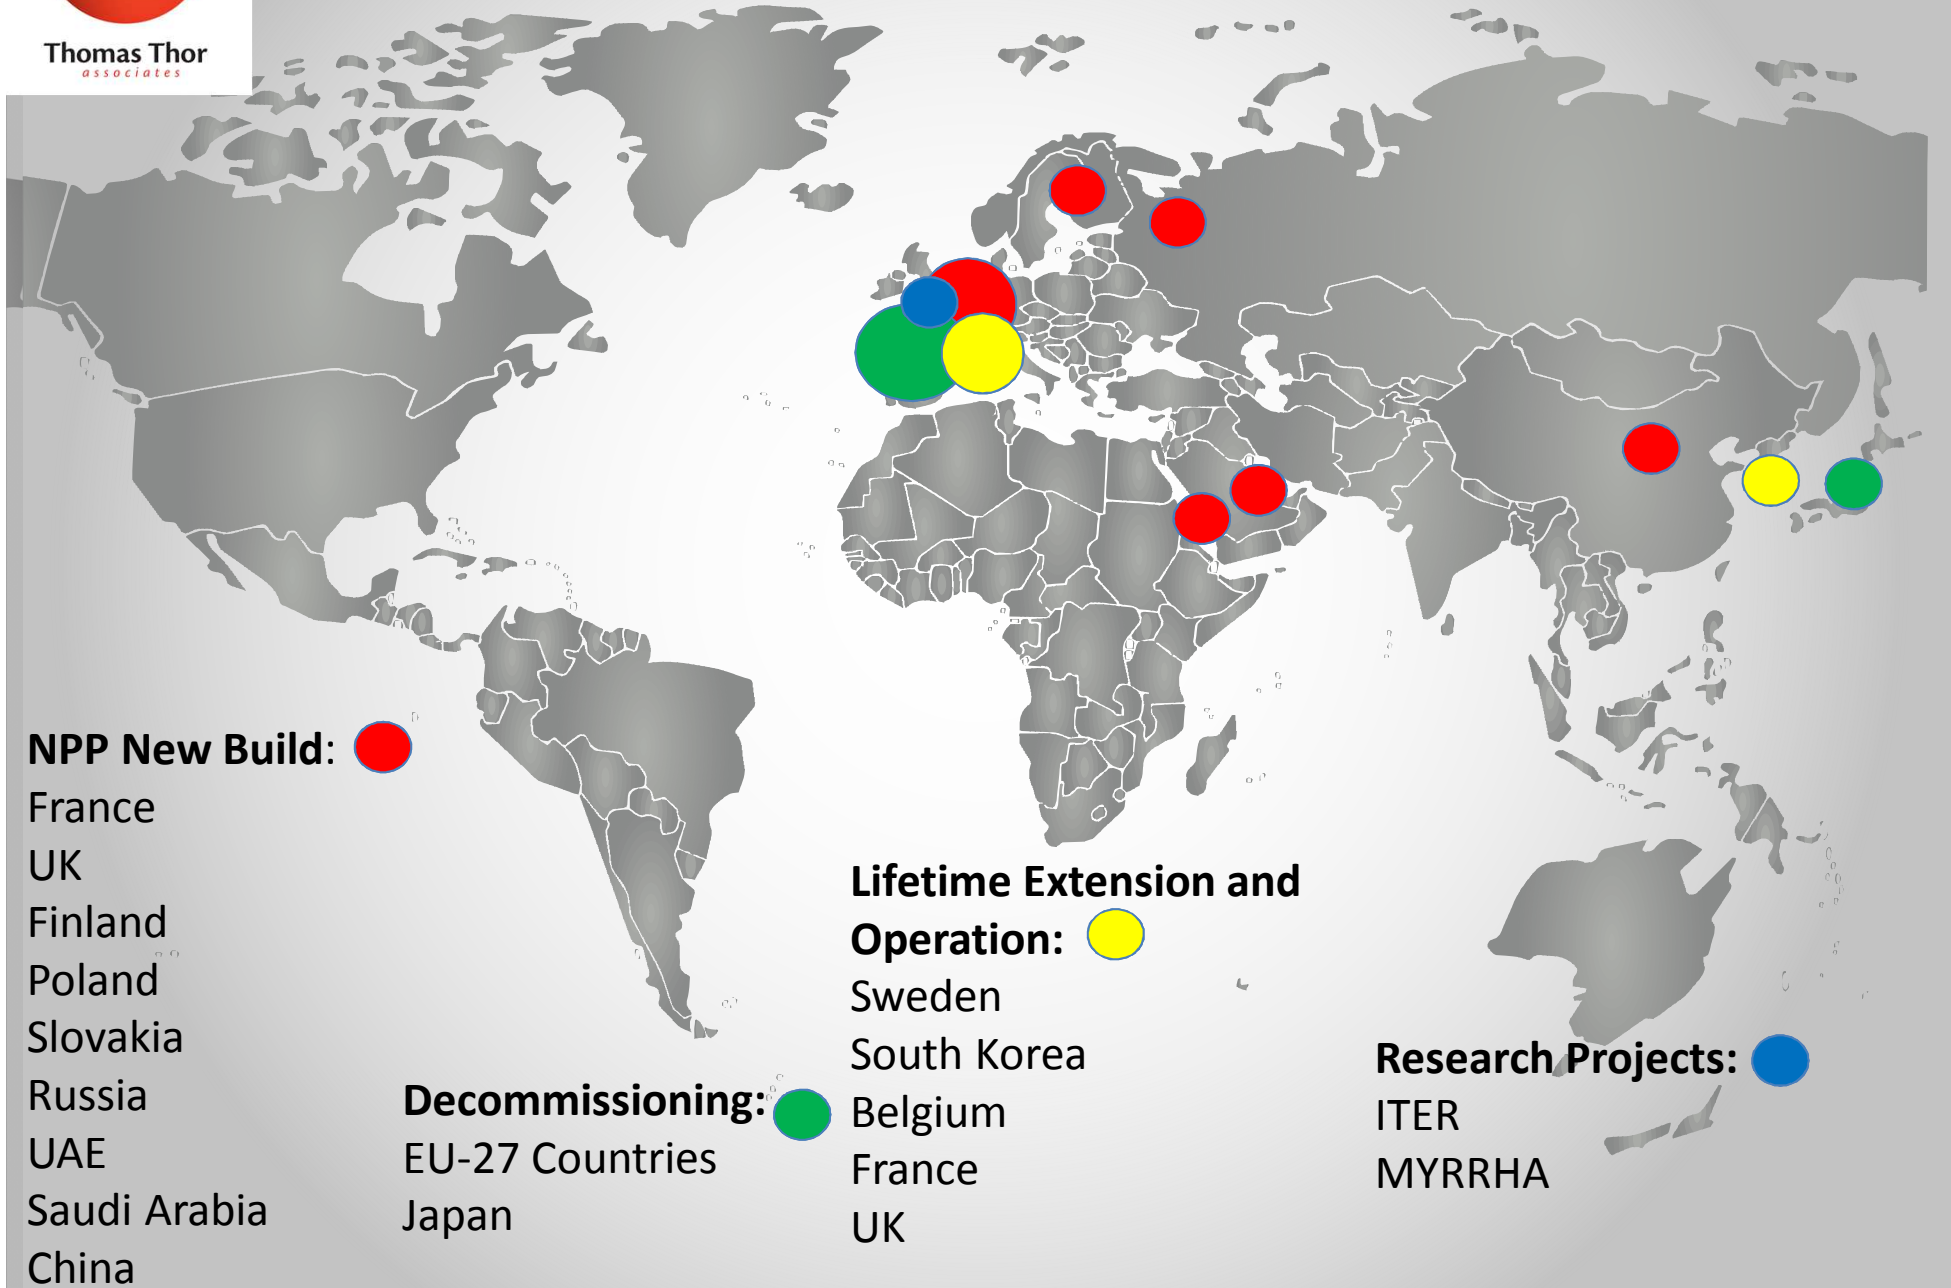 Thomas Thor
associates
NPP New Build:
France
UK
Finland
Poland
Slovakia
Russia
UAE
Saudi Arabia
China
Decommissioning:
EU-27 Countries
Japan
Lifetime Extension and
Operation:
Sweden
South Korea
Belgium
France
UK
Research Projects:
ITER
MYRRHA